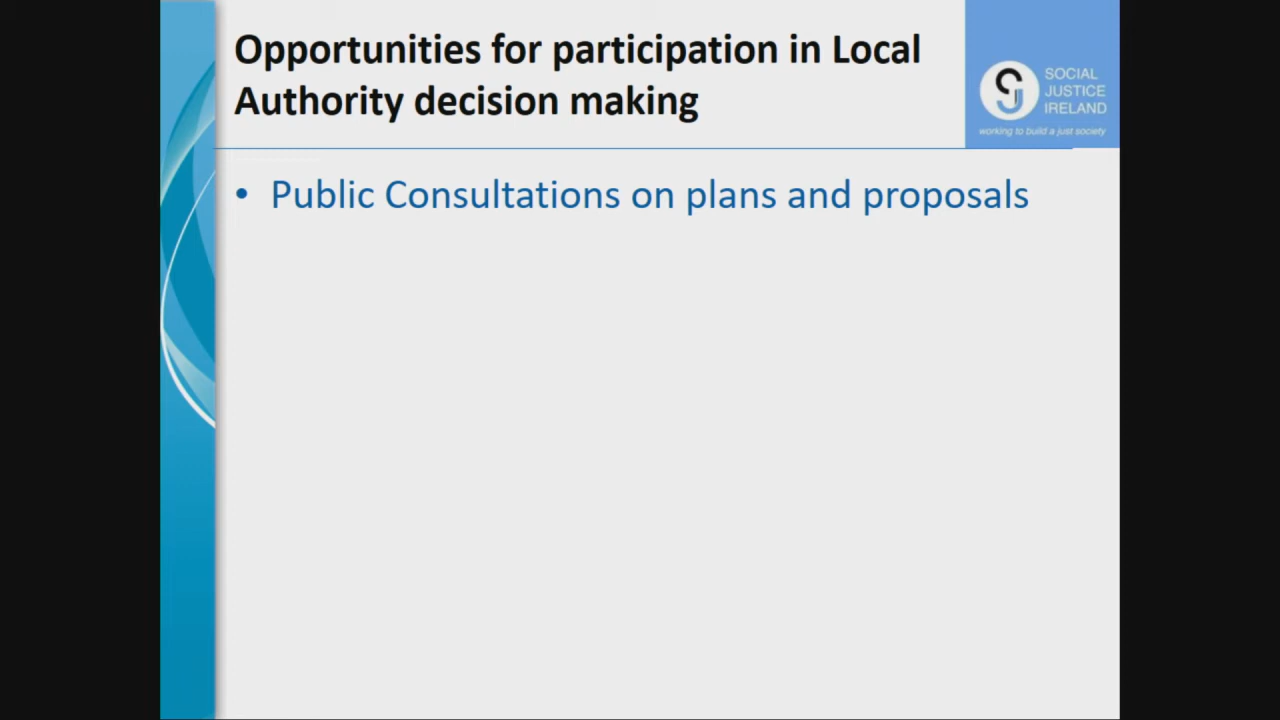 Opportunities for participation in Local
Authority decision making
SOCIAL
JUSTICE
IRELAND
working to build a just society
• Public Consultations on plans and proposals